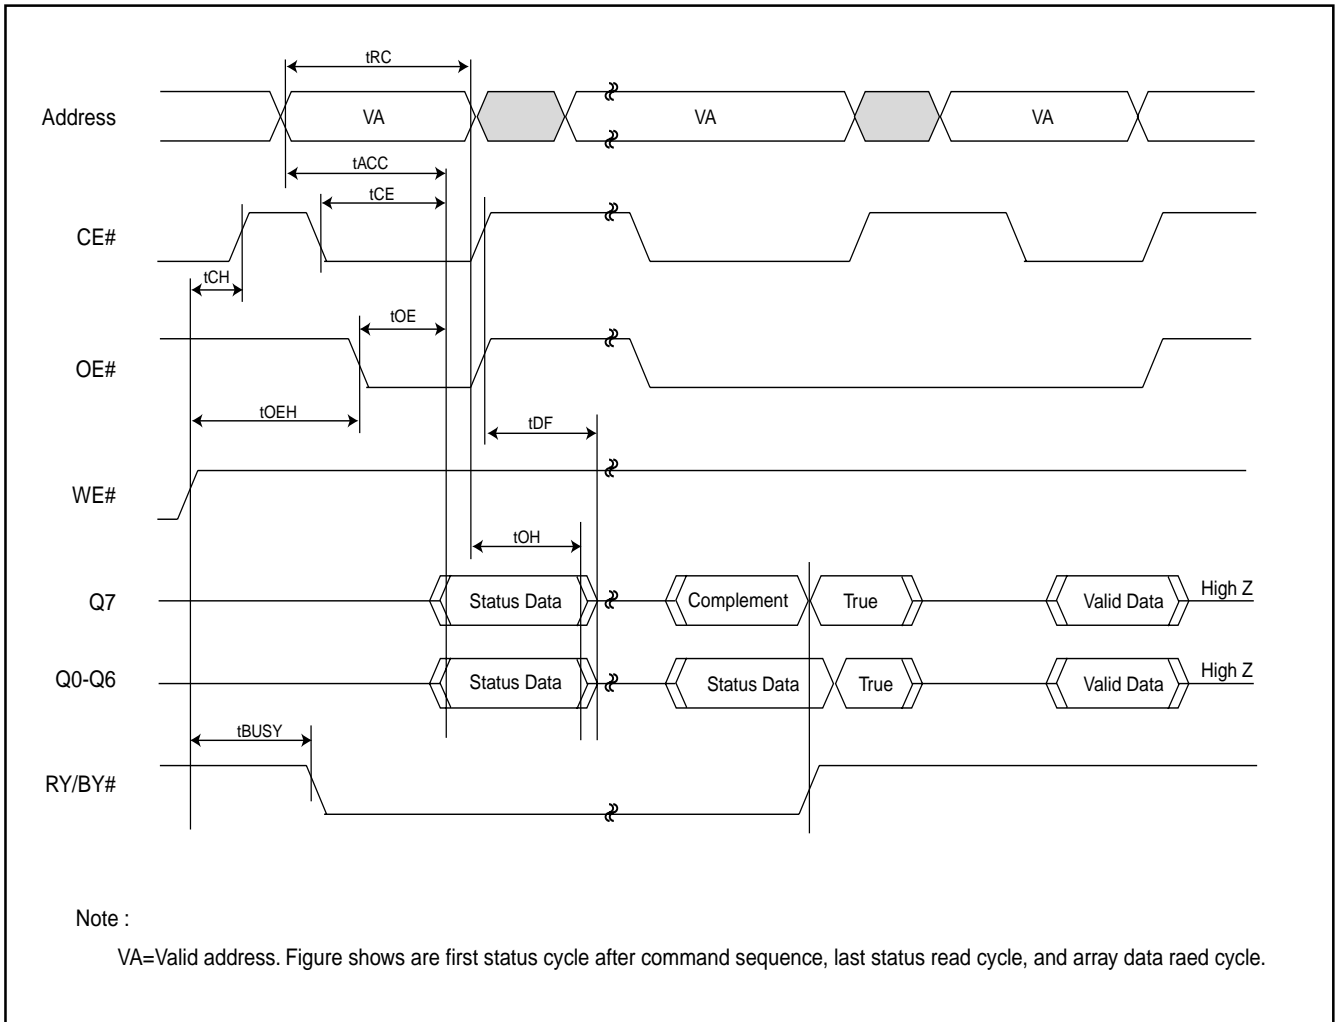 tRC
Address
VA
VA
VA
tACC
tCE
CE#
tCH
tOE
OE#
tOEH
tDF
WE#
tOH
Q7
Status Data
Complement
True
Valid Data
High Z
Q0-Q6
Status Data
Status Data
True
Valid Data
High Z
tBUSY
RY/BY#
Note :
VA=Valid address. Figure shows are first status cycle after command sequence, last status read cycle, and array data raed cycle.